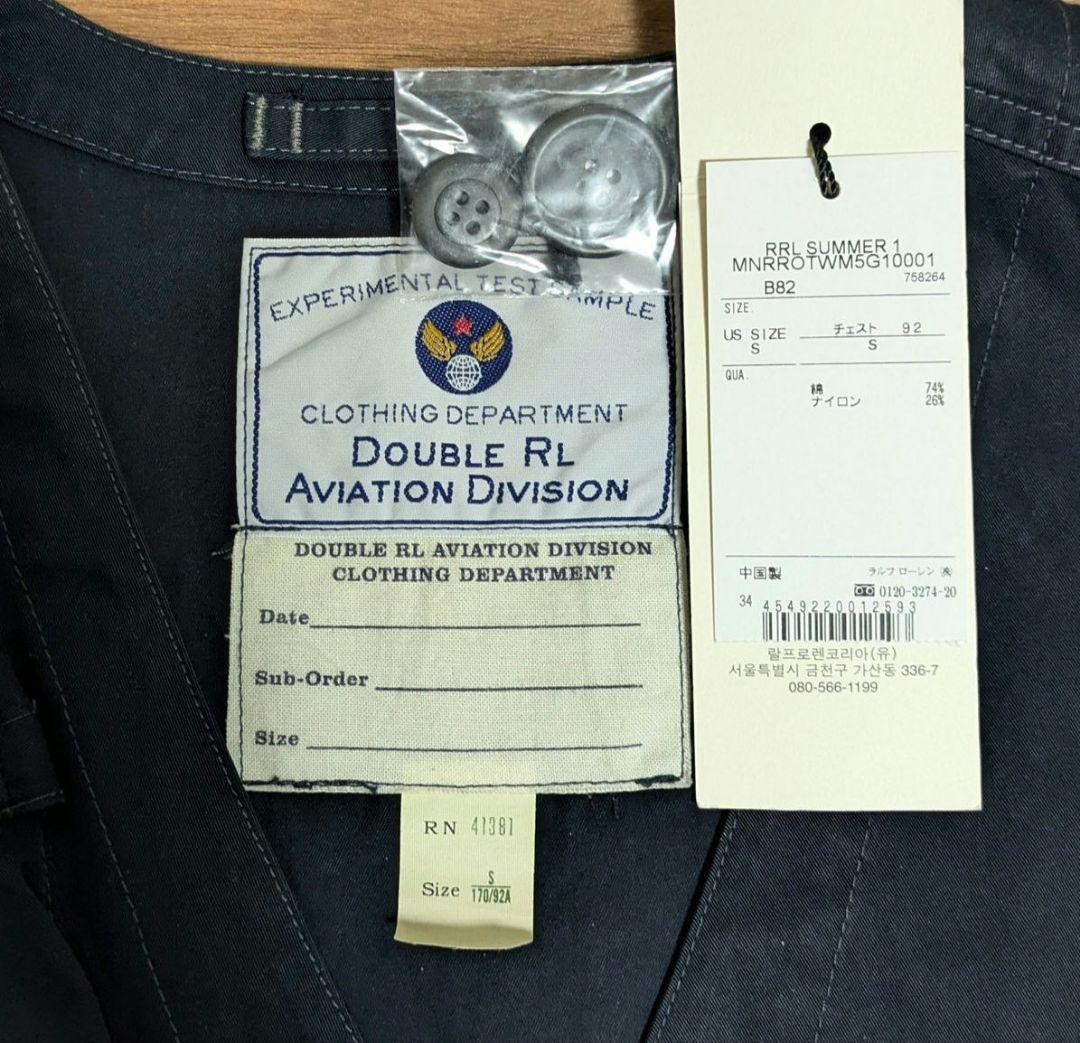 EXPERIMENTAL TEST SAMPLE
CLOTHING DEPARTMENT
DOUBLE RL
AVIATION DIVISION
DOUBLE RL AVIATION DIVISION
CLOTHING DEPARTMENT
Date
Sub-Order
Size
RN 41381
Size S
170/92A
RRL SUMMER 1
MNRROTWM5G10001
758264
B82
SIZE.
US SIZE チェスト 92
S S
QUA.
綿 74%
ナイロン 26%
中国製 ラルフ ローレン ㈱
0120-3274-20
34 4549220012593
랄프로렌코리아(유)
서울특별시 금천구 가산동 336-7
080-566-1199